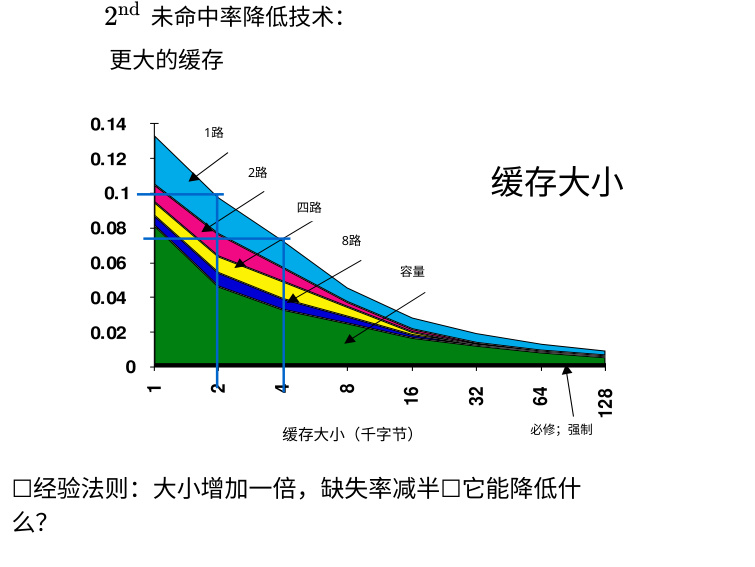 2nd 未命中率降低技术：
更大的缓存
缓存大小
0.14
0.12
0.1
0.08
0.06
0.04
0.02
0
1路
2路
四路
8路
容量
1
2
4
8
16
32
64
128
缓存大小（千字节）
必修；强制
□经验法则：大小增加一倍，缺失率减半□它能降低什
么？